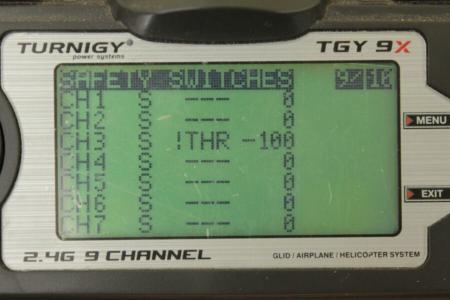 TURNIGY®
power systems
TGY 9X
SAFETY SWITCHES 9/10
CH1 S --- 0
CH2 S --- 0
CH3 S !THR -100
CH4 S --- 0
CH5 S --- 0
CH6 S --- 0
CH7 S --- 0
MENU
EXIT
2.4G 9 CHANNEL
GLID / AIRPLANE / HELICOPTER SYSTEM